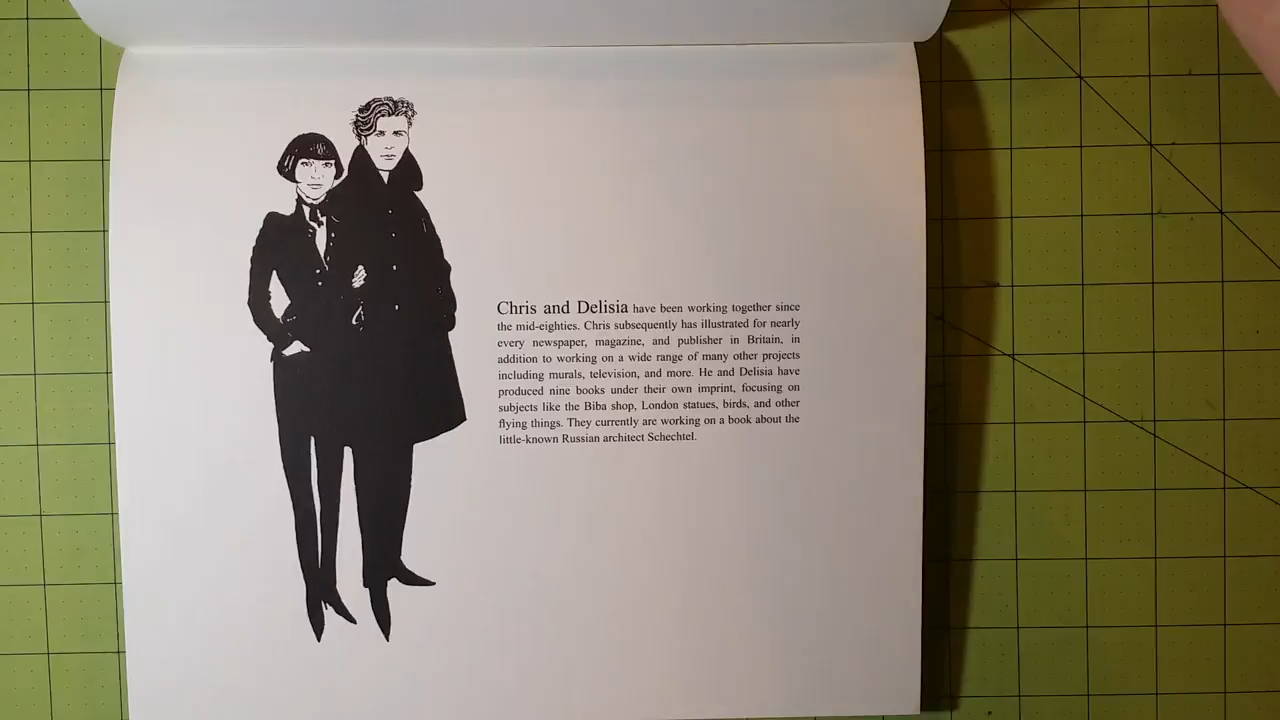 Chris and Delisia have been working together since
the mid-eighties. Chris subsequently has illustrated for nearly
every newspaper, magazine, and publisher in Britain, in
addition to working on a wide range of many other projects
including murals, television, and more. He and Delisia have
produced nine books under their own imprint, focusing on
subjects like the Biba shop, London statues, birds, and other
flying things. They currently are working on a book about the
little-known Russian architect Schechtel.